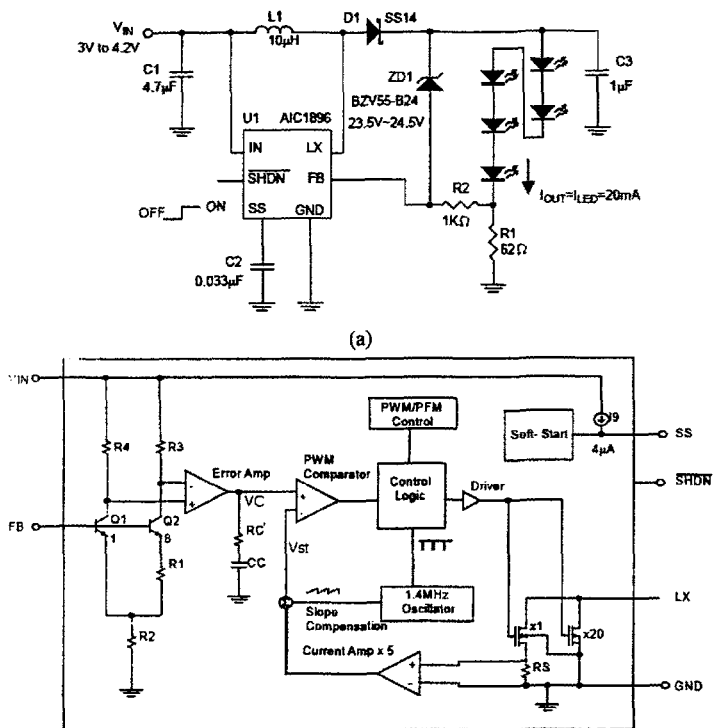 L1
D1 SS14
VIN
3V to 4.2V
10μH
C1
4.7μF
ZD1
BZV55-B24
23.5V~24.5V
C3
1μF
U1 AIC1896
IN LX
SHDN FB
SS GND
OFF ON
R2
1KΩ
IOUT=ILED=20mA
R1
62Ω
C2
0.033μF
(a)
VIN
R4
R3
PWM/PFM
Control
Soft- Start
I9
4μA
SS
Error Amp
PWM
Comparator
Control
Logic
Driver
SHDN
VC
FB
Q1
Q2
1
8
RC
CC
R1
R2
Vst
Slope
Compensation
1.4MHz
Oscillator
Current Amp x 5
x1
x20
RS
LX
GND